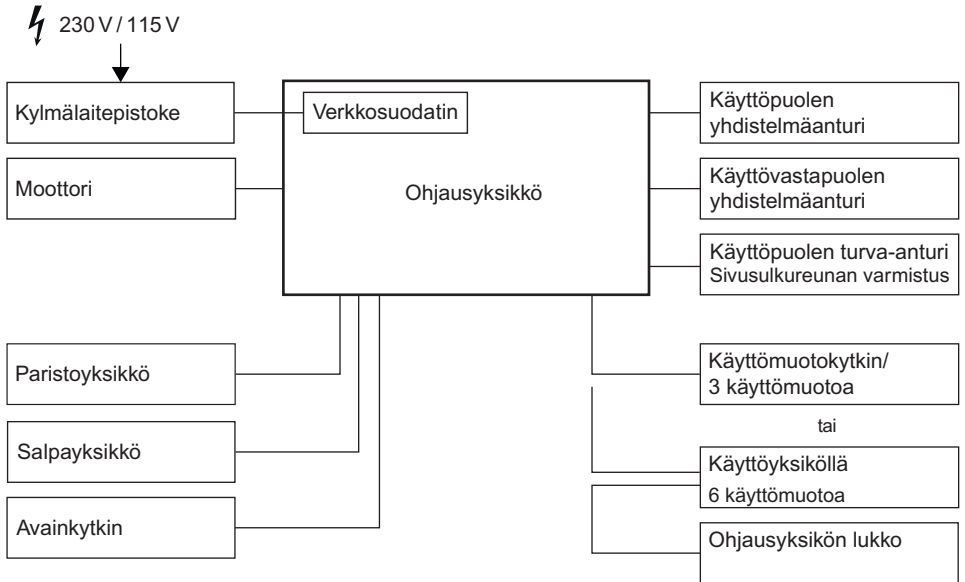 230 V / 115 V
Kylmälaitepistoke
Verkkosuodatin
Käyttöpuolen
yhdistelmäanturi
Moottori
Ohjausyksikkö
Käyttövastapuolen
yhdistelmäanturi
Käyttöpuolen turva-anturi
Sivusulkureunan varmistus
Paristoyksikkö
Käyttömuotokytkin/
3 käyttömuotoa
tai
Salpayksikkö
Käyttöyksiköllä
6 käyttömuotoa
Avainkytkin
Ohjausyksikön lukko